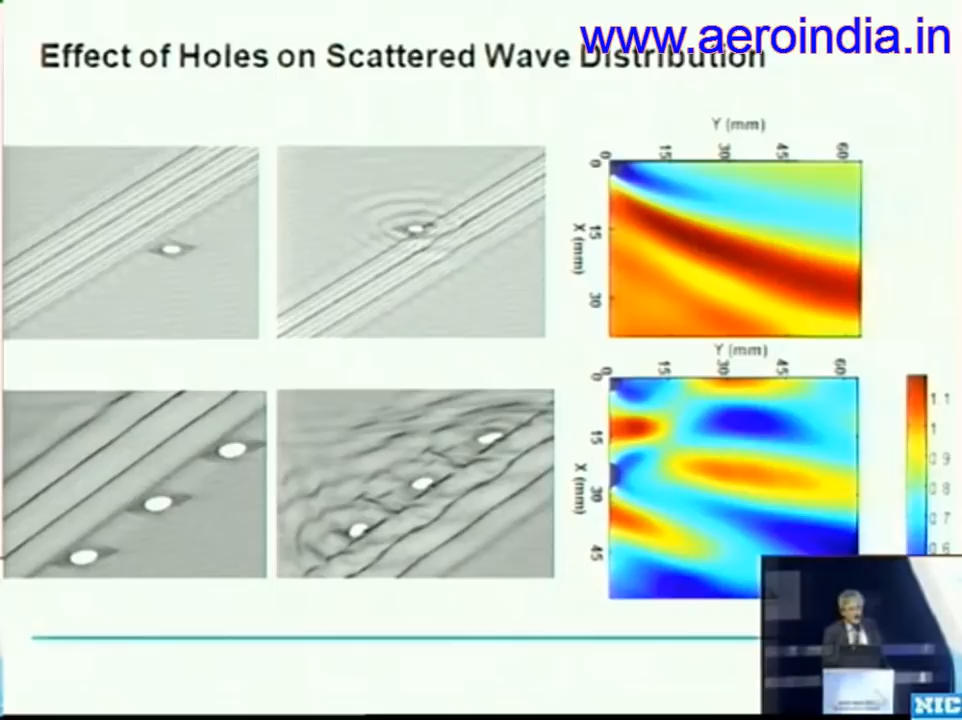 www.aeroindia.in
Effect of Holes on Scattered Wave Distribution
Y (mm)
0 15 30 45 60
0
15
30
X (mm)
Y (mm)
0 15 30 45 60
0
15
30
45
X (mm)
1.1
1
0.9
0.8
0.7
0.6
NIC